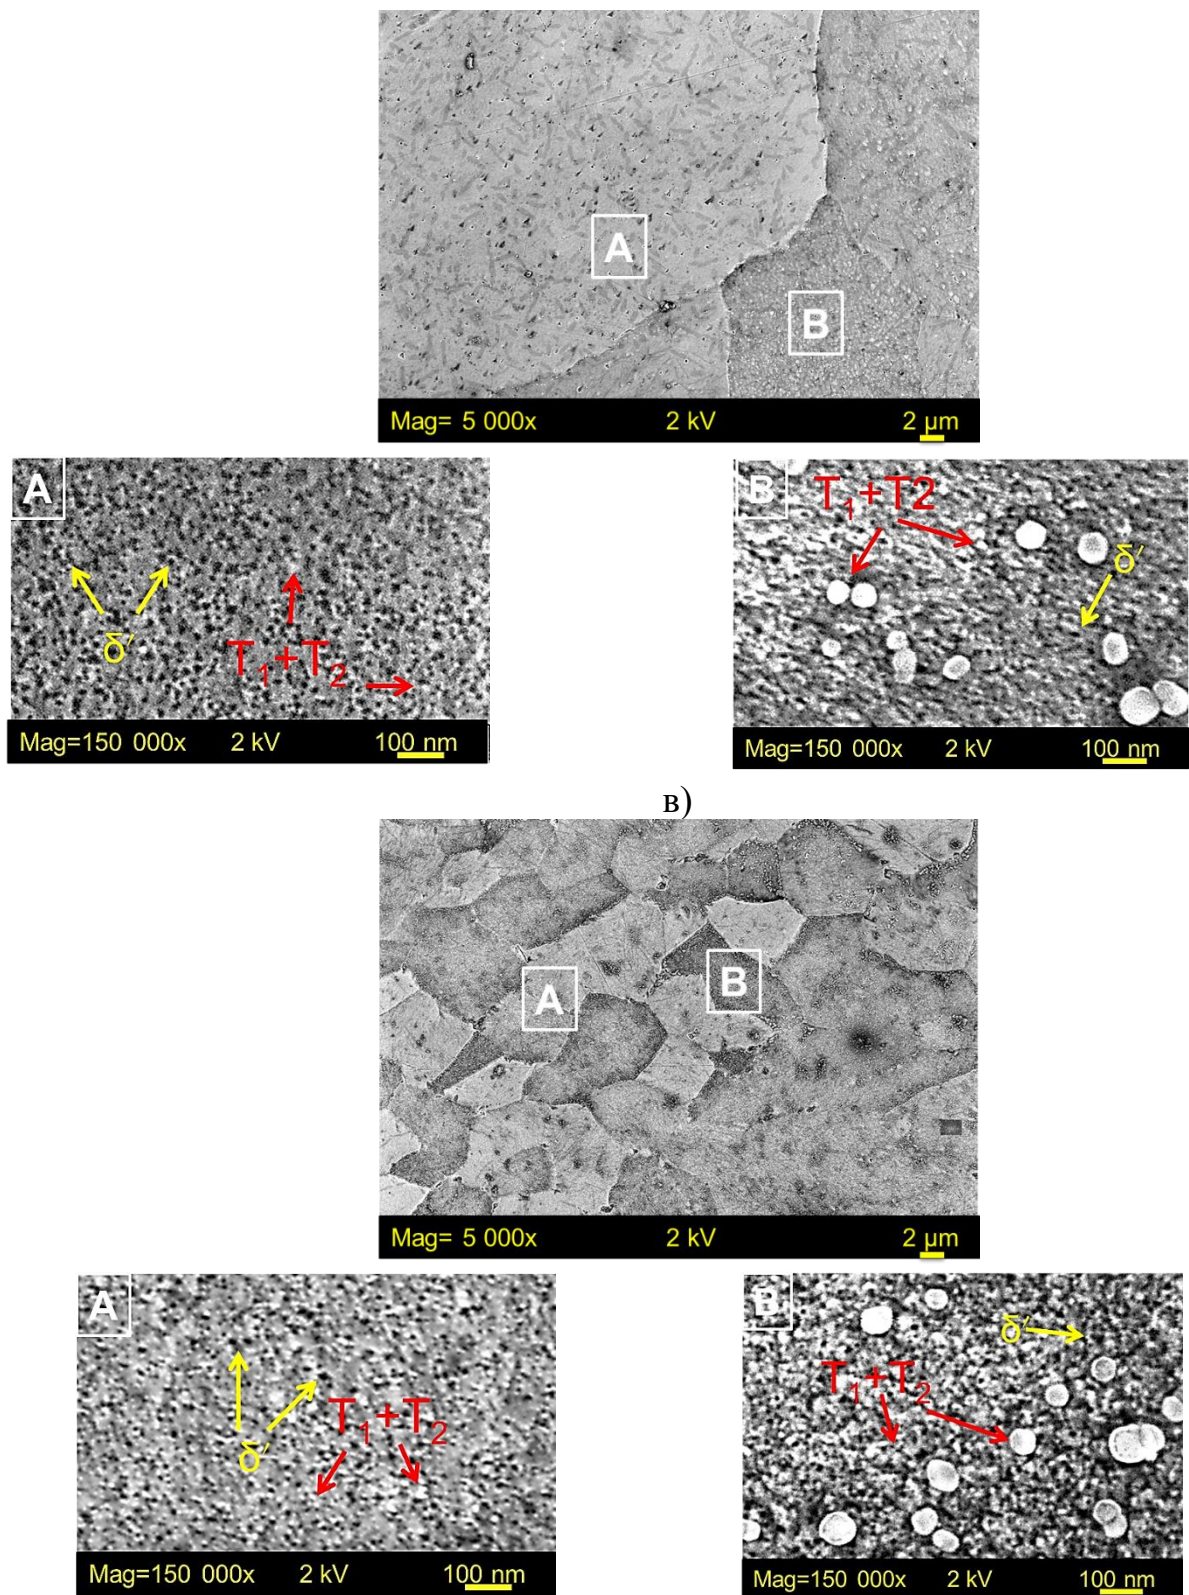 A
B
Mag= 5 000x 2 kV 2 µm
A
δ′
T₁+T₂
Mag=150 000x 2 kV 100 nm
B
T₁+T2
δ′
Mag=150 000x 2 kV 100 nm
в)
A
B
Mag= 5 000x 2 kV 2 µm
A
δ′
T₁+T₂
Mag=150 000x 2 kV 100 nm
B
δ′
T₁+T₂
Mag=150 000x 2 kV 100 nm